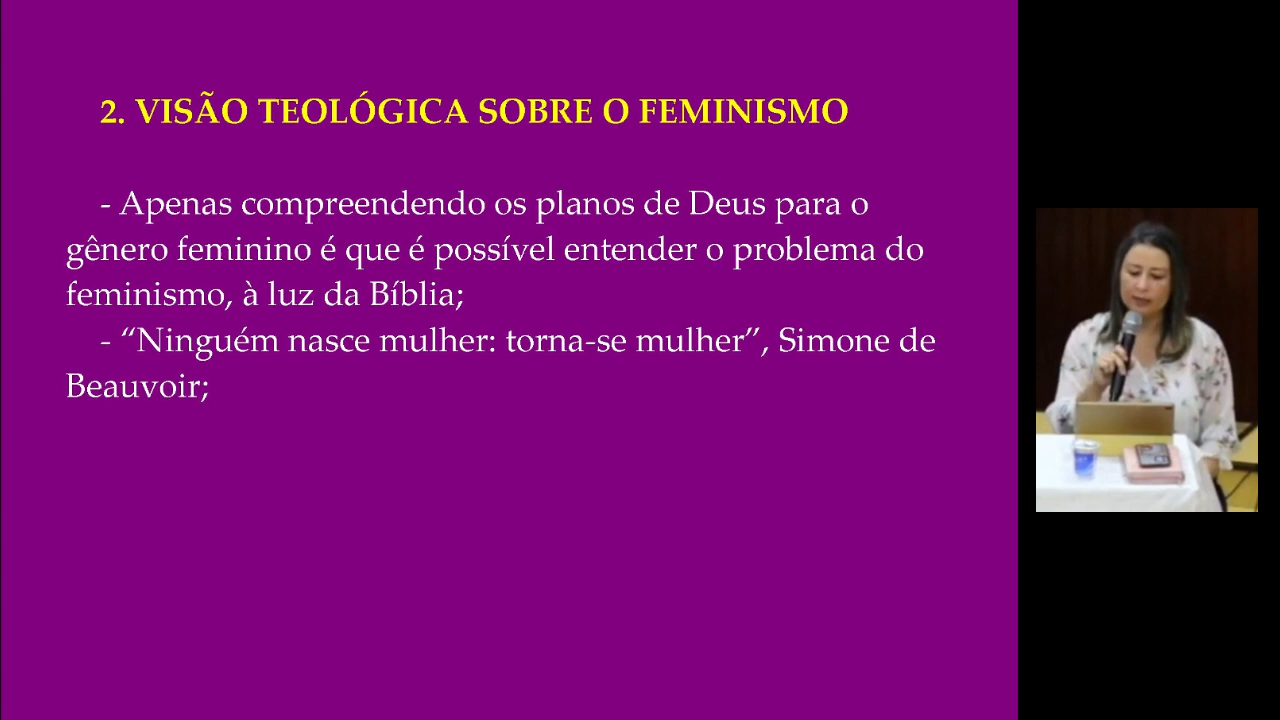 2. VISÃO TEOLÓGICA SOBRE O FEMINISMO
- Apenas compreendendo os planos de Deus para o
gênero feminino é que é possível entender o problema do
feminismo, à luz da Bíblia;
- “Ninguém nasce mulher: torna-se mulher”, Simone de
Beauvoir;